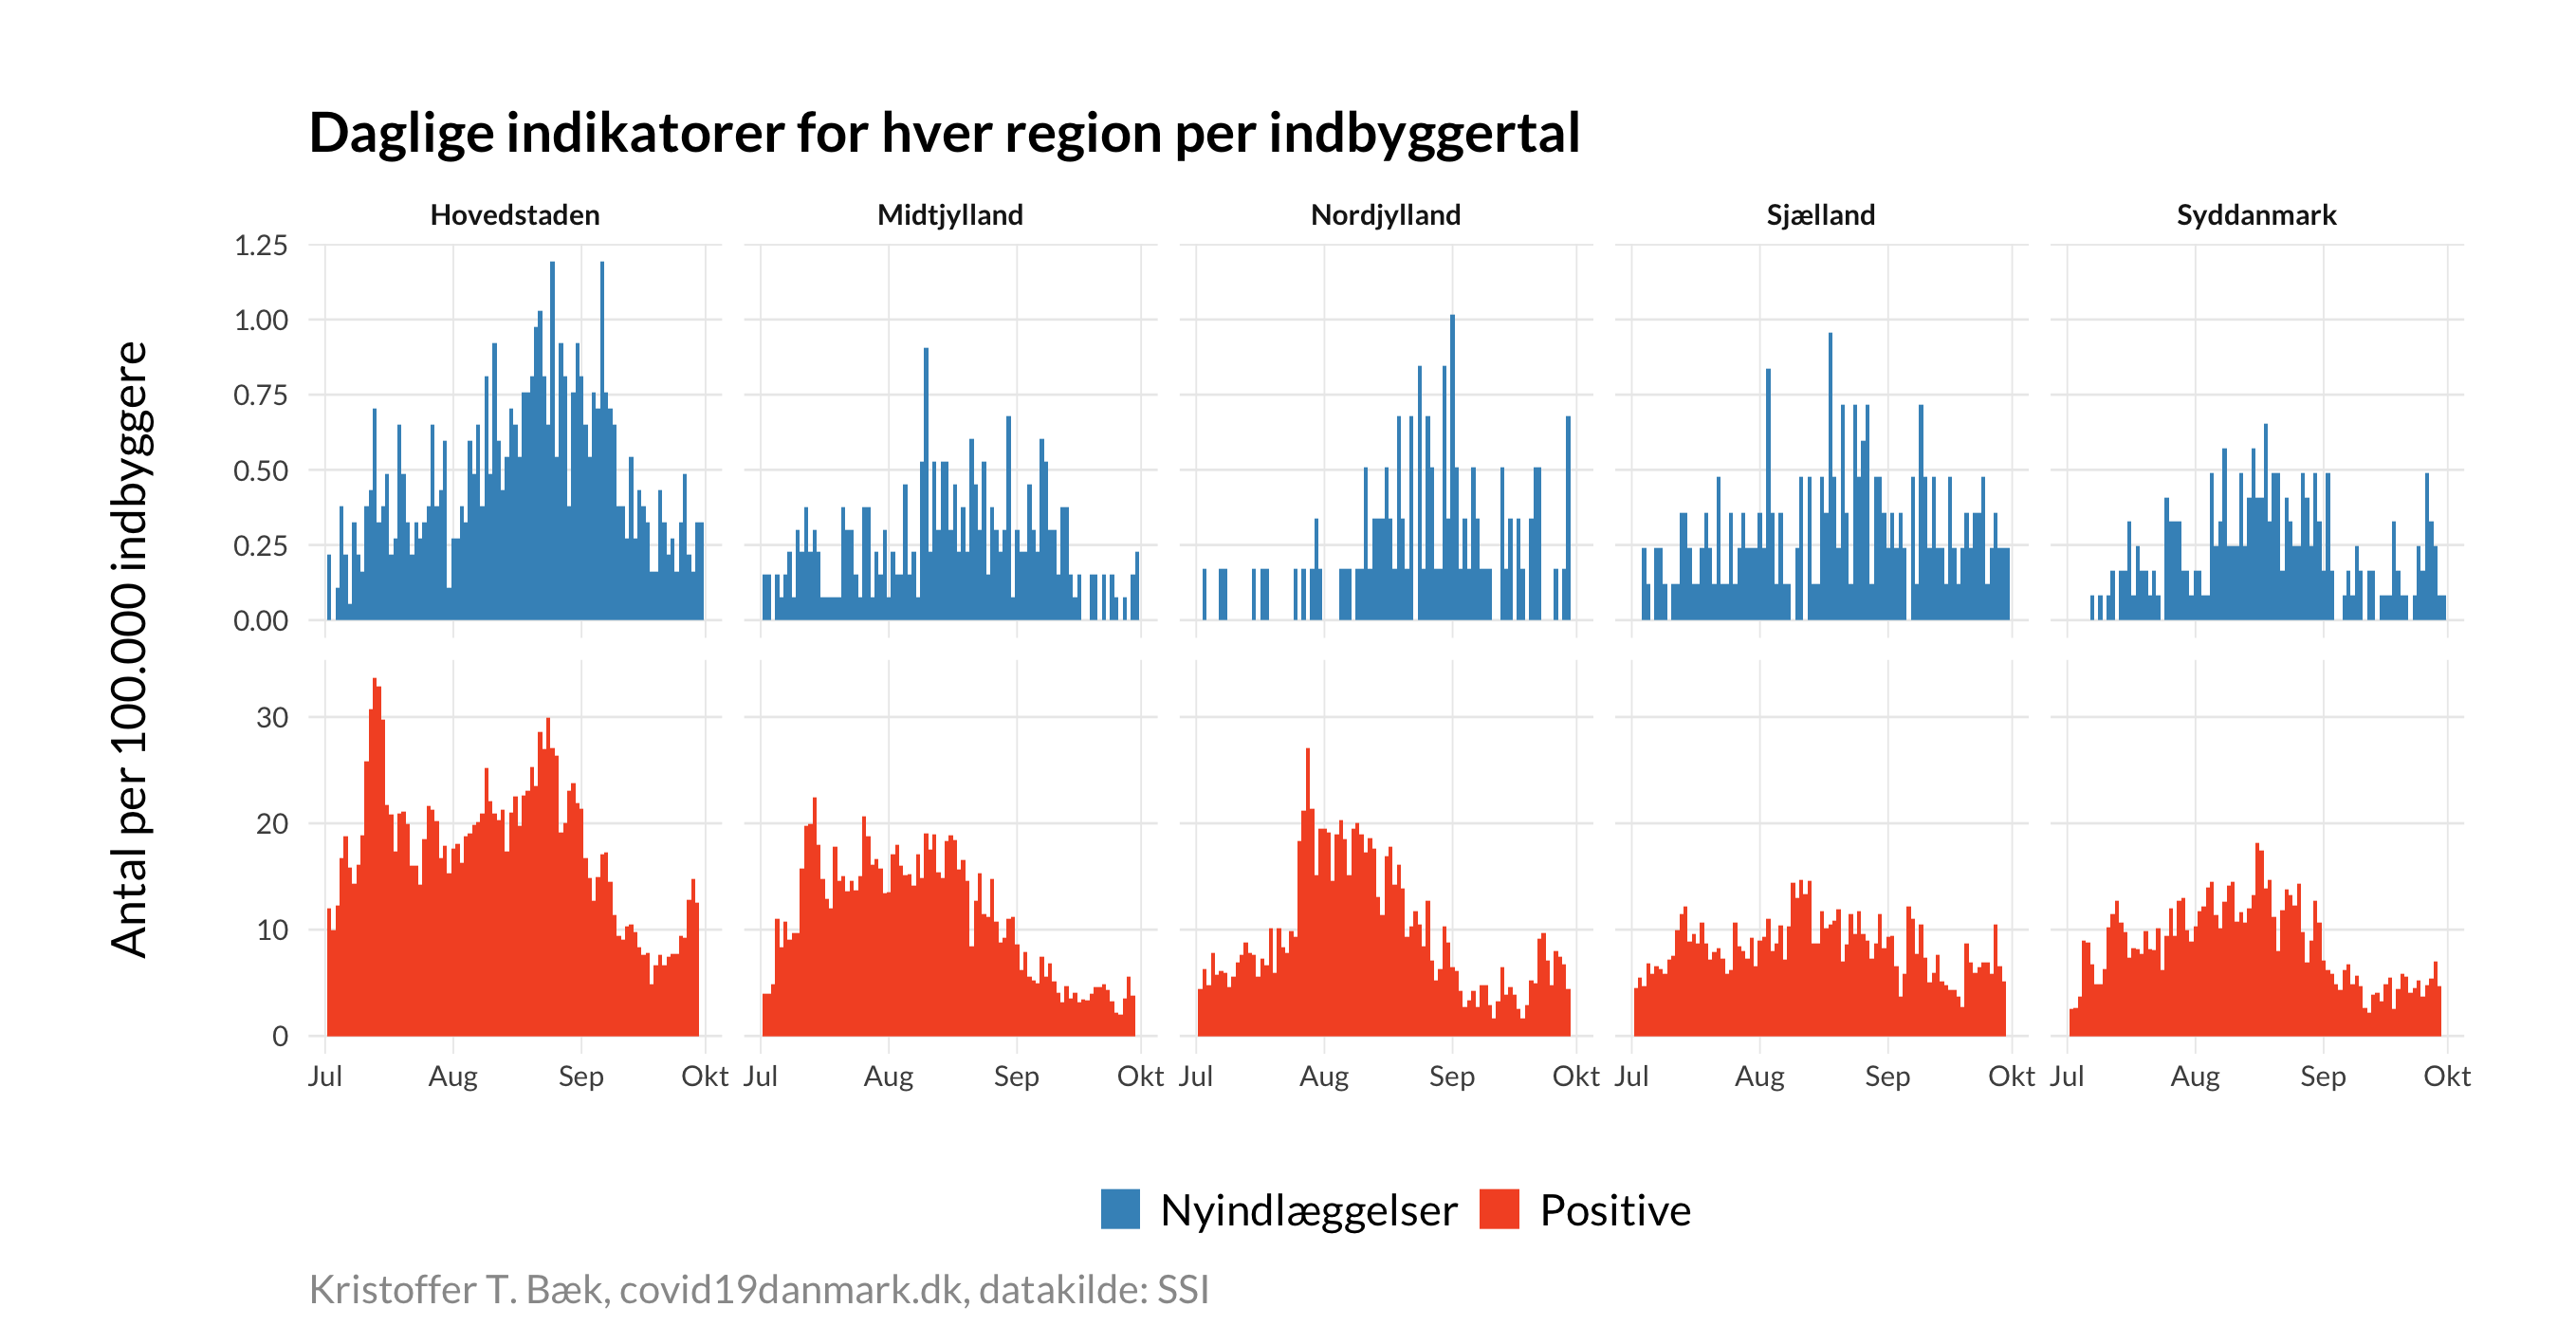 Daglige indikatorer for hver region per indbyggertal
Hovedstaden Midtjylland Nordjylland Sjælland Syddanmark
Antal per 100.000 indbyggere
1.25
1.00
0.75
0.50
0.25
0.00
30
20
10
0
Jul Aug Sep Okt Jul Aug Sep Okt Jul Aug Sep Okt Jul Aug Sep Okt Jul Aug Sep Okt
Nyindlæggelser Positive
Kristoffer T. Bæk, covid19danmark.dk, datakilde: SSI